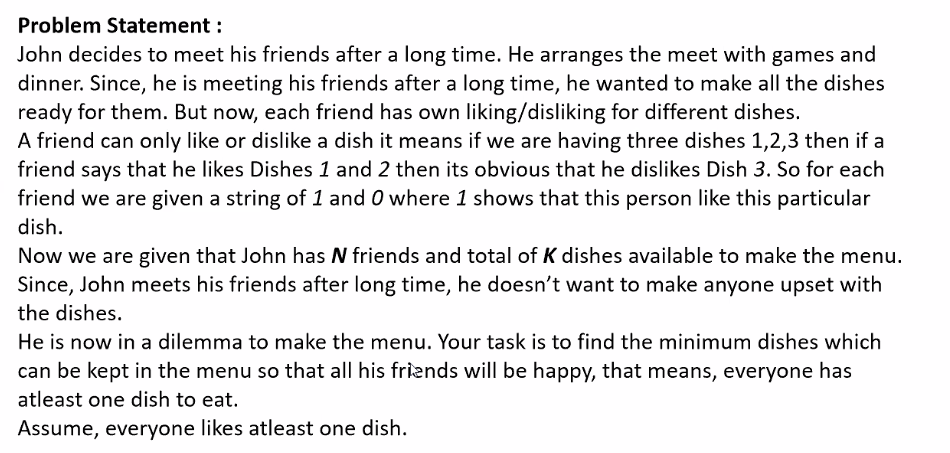 Problem Statement :
John decides to meet his friends after a long time. He arranges the meet with games and
dinner. Since, he is meeting his friends after a long time, he wanted to make all the dishes
ready for them. But now, each friend has own liking/disliking for different dishes.
A friend can only like or dislike a dish it means if we are having three dishes 1,2,3 then if a
friend says that he likes Dishes 1 and 2 then its obvious that he dislikes Dish 3. So for each
friend we are given a string of 1 and 0 where 1 shows that this person like this particular
dish.
Now we are given that John has N friends and total of K dishes available to make the menu.
Since, John meets his friends after long time, he doesn't want to make anyone upset with
the dishes.
He is now in a dilemma to make the menu. Your task is to find the minimum dishes which
can be kept in the menu so that all his friends will be happy, that means, everyone has
atleast one dish to eat.
Assume, everyone likes atleast one dish.